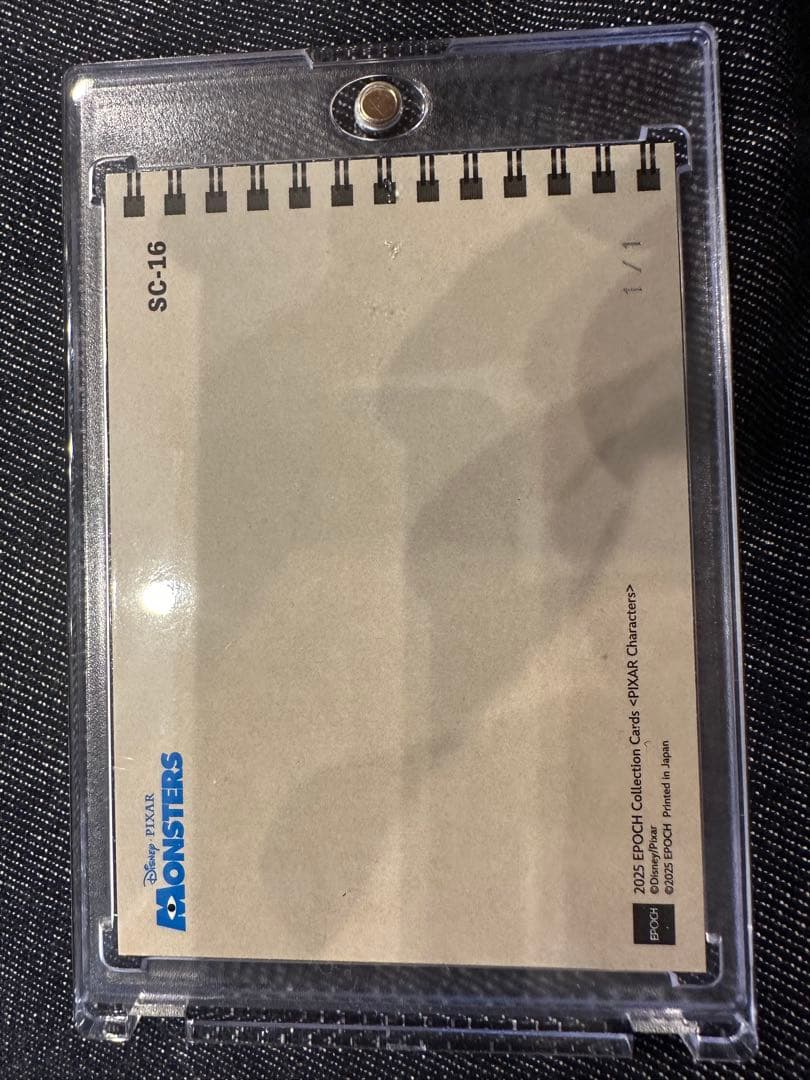 Disney · PIXAR
MONSTERS
SC-16
1 / 1
2025 EPOCH Collection Cards <PIXAR Characters>
©Disney/Pixar
©2025 EPOCH Printed in Japan
EPOCH